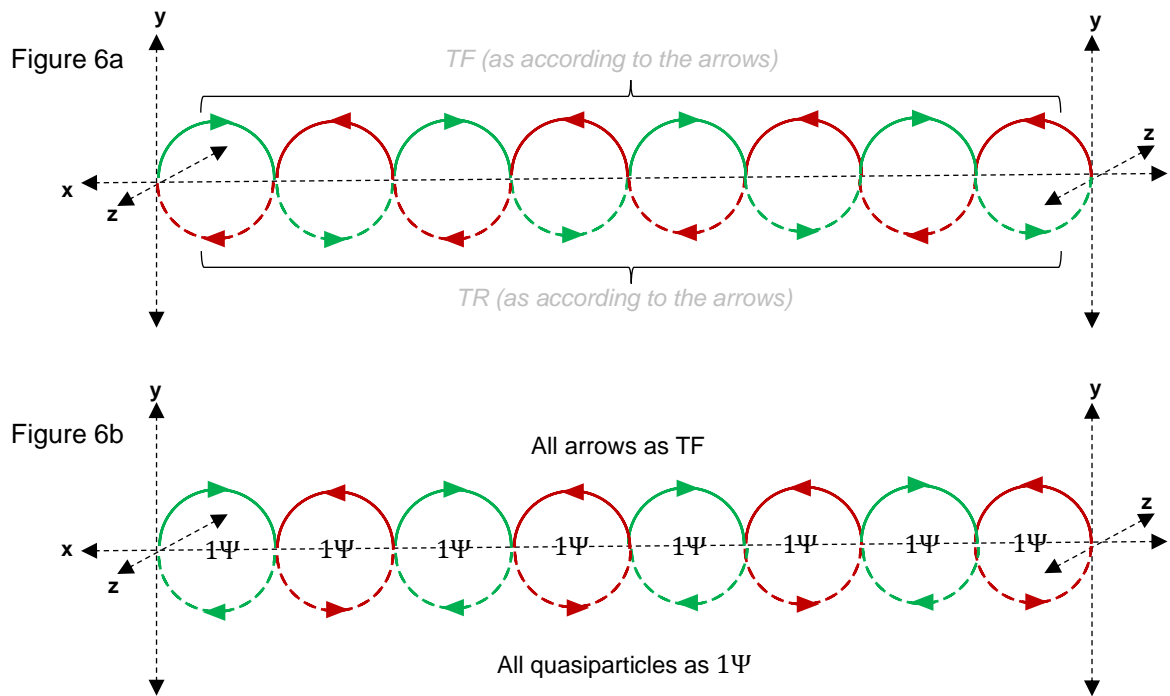 y
y
Figure 6a
TF (as according to the arrows)
z
x
z
TR (as according to the arrows)
y
y
Figure 6b
All arrows as TF
z
x
1Ψ 1Ψ 1Ψ 1Ψ 1Ψ 1Ψ 1Ψ 1Ψ
z
All quasiparticles as 1Ψ